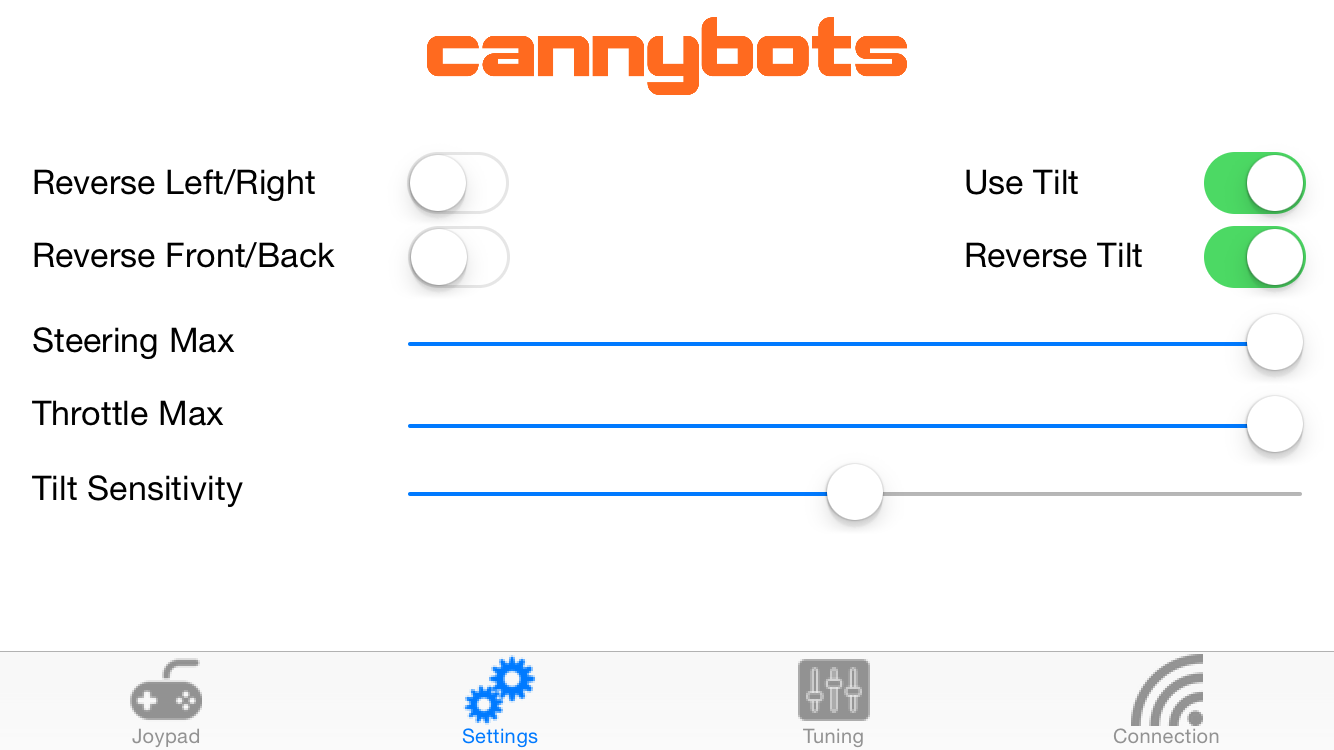 cannybots
Reverse Left/Right
Use Tilt
Reverse Front/Back
Reverse Tilt
Steering Max
Throttle Max
Tilt Sensitivity
Joypad
Settings
Tuning
Connection